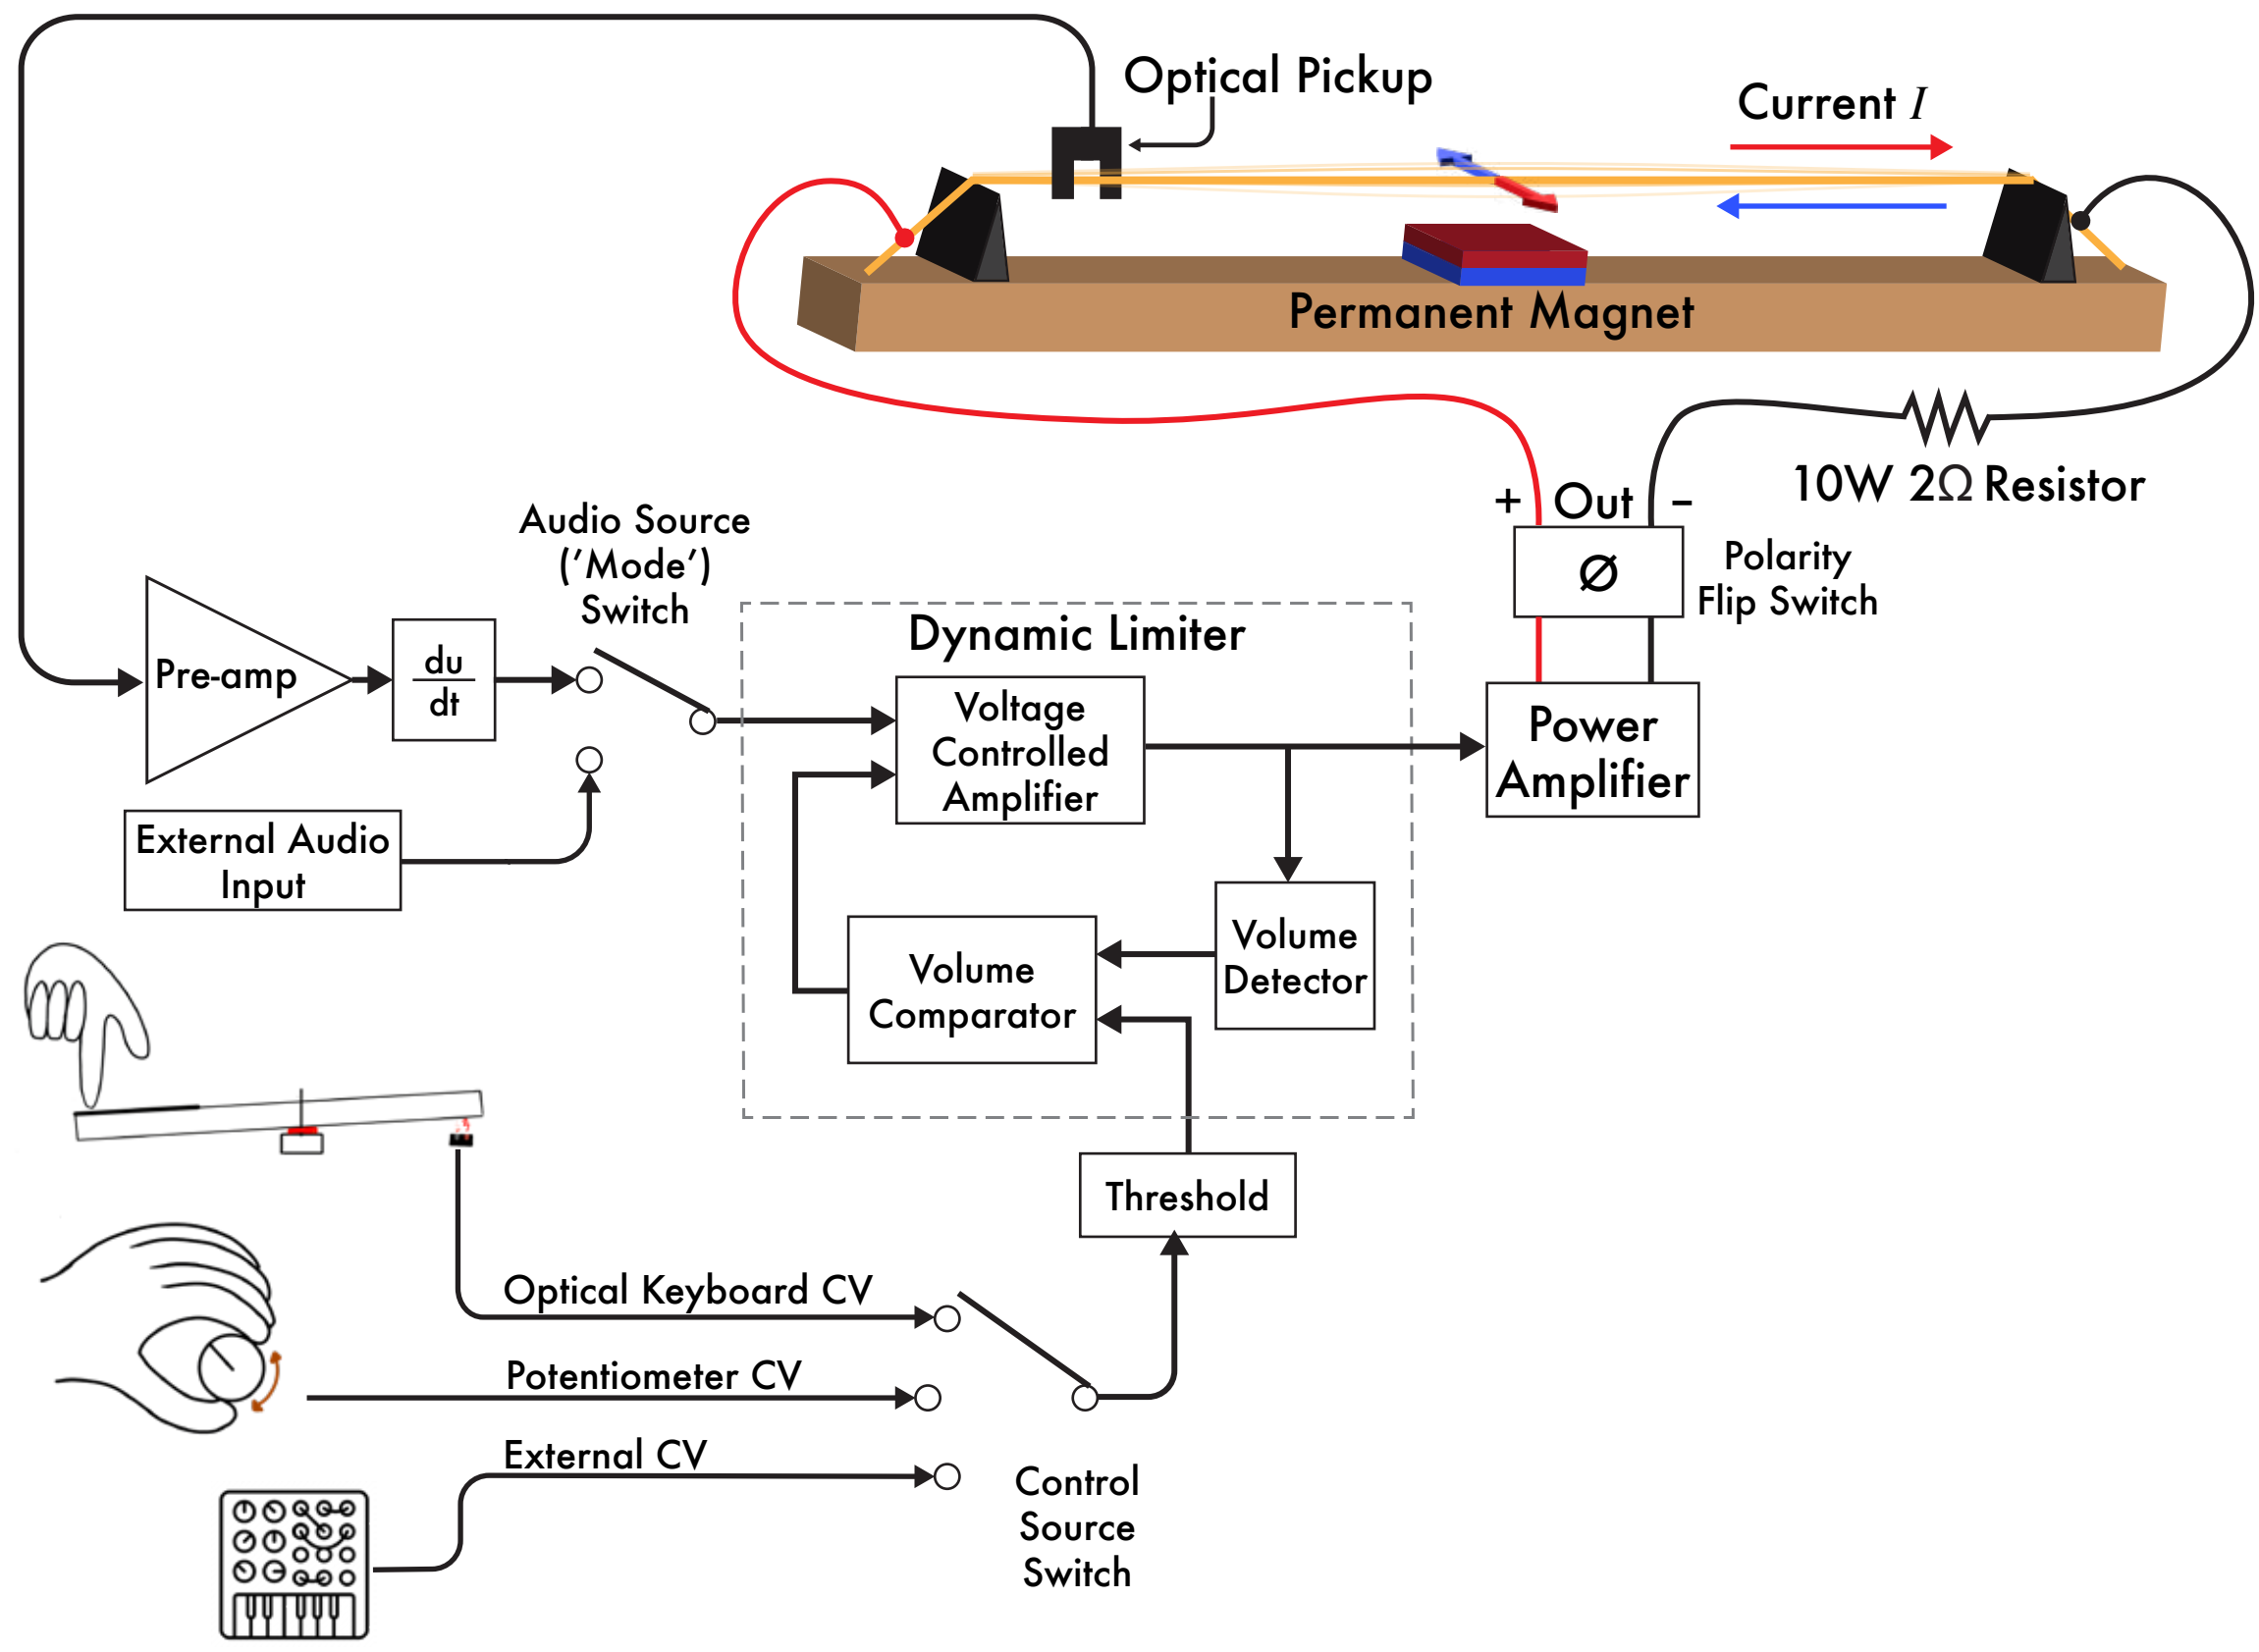 Optical Pickup
Current I
Permanent Magnet
10W 2Ω Resistor
+ Out –
Ø
Polarity
Flip Switch
Audio Source
('Mode')
Switch
Pre-amp
du
dt
External Audio
Input
Dynamic Limiter
Voltage
Controlled
Amplifier
Power
Amplifier
Volume
Detector
Volume
Comparator
Threshold
Optical Keyboard CV
Potentiometer CV
External CV
Control
Source
Switch